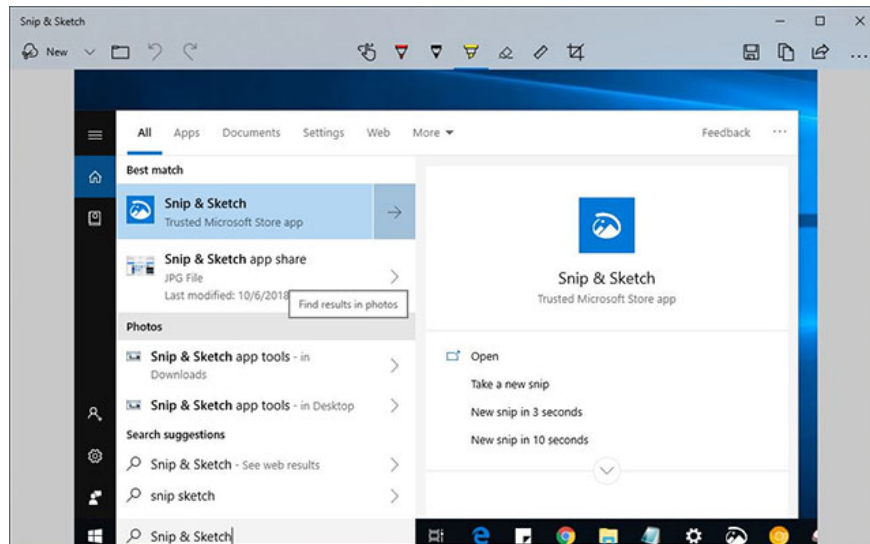 Snip & Sketch
New
All Apps Documents Settings Web More Feedback ...
Best match
Snip & Sketch
Trusted Microsoft Store app
Snip & Sketch app share
JPG File
Last modified: 10/6/2018
Find results in photos
Photos
Snip & Sketch app tools - in
Downloads
Snip & Sketch app tools - in Desktop
Search suggestions
Snip & Sketch - See web results
snip sketch
Snip & Sketch
Snip & Sketch
Trusted Microsoft Store app
Open
Take a new snip
New snip in 3 seconds
New snip in 10 seconds